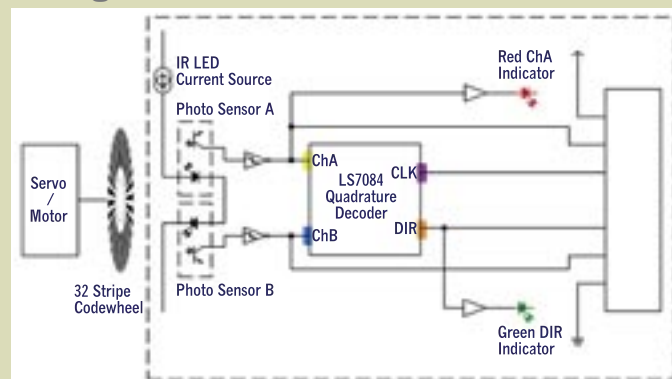 IR LED
Current Source
Photo Sensor A
Red ChA
Indicator
ChA
LS7084
Quadrature
Decoder
CLK
DIR
ChB
Servo
/
Motor
32 Stripe
Codewheel
Photo Sensor B
Green DIR
Indicator